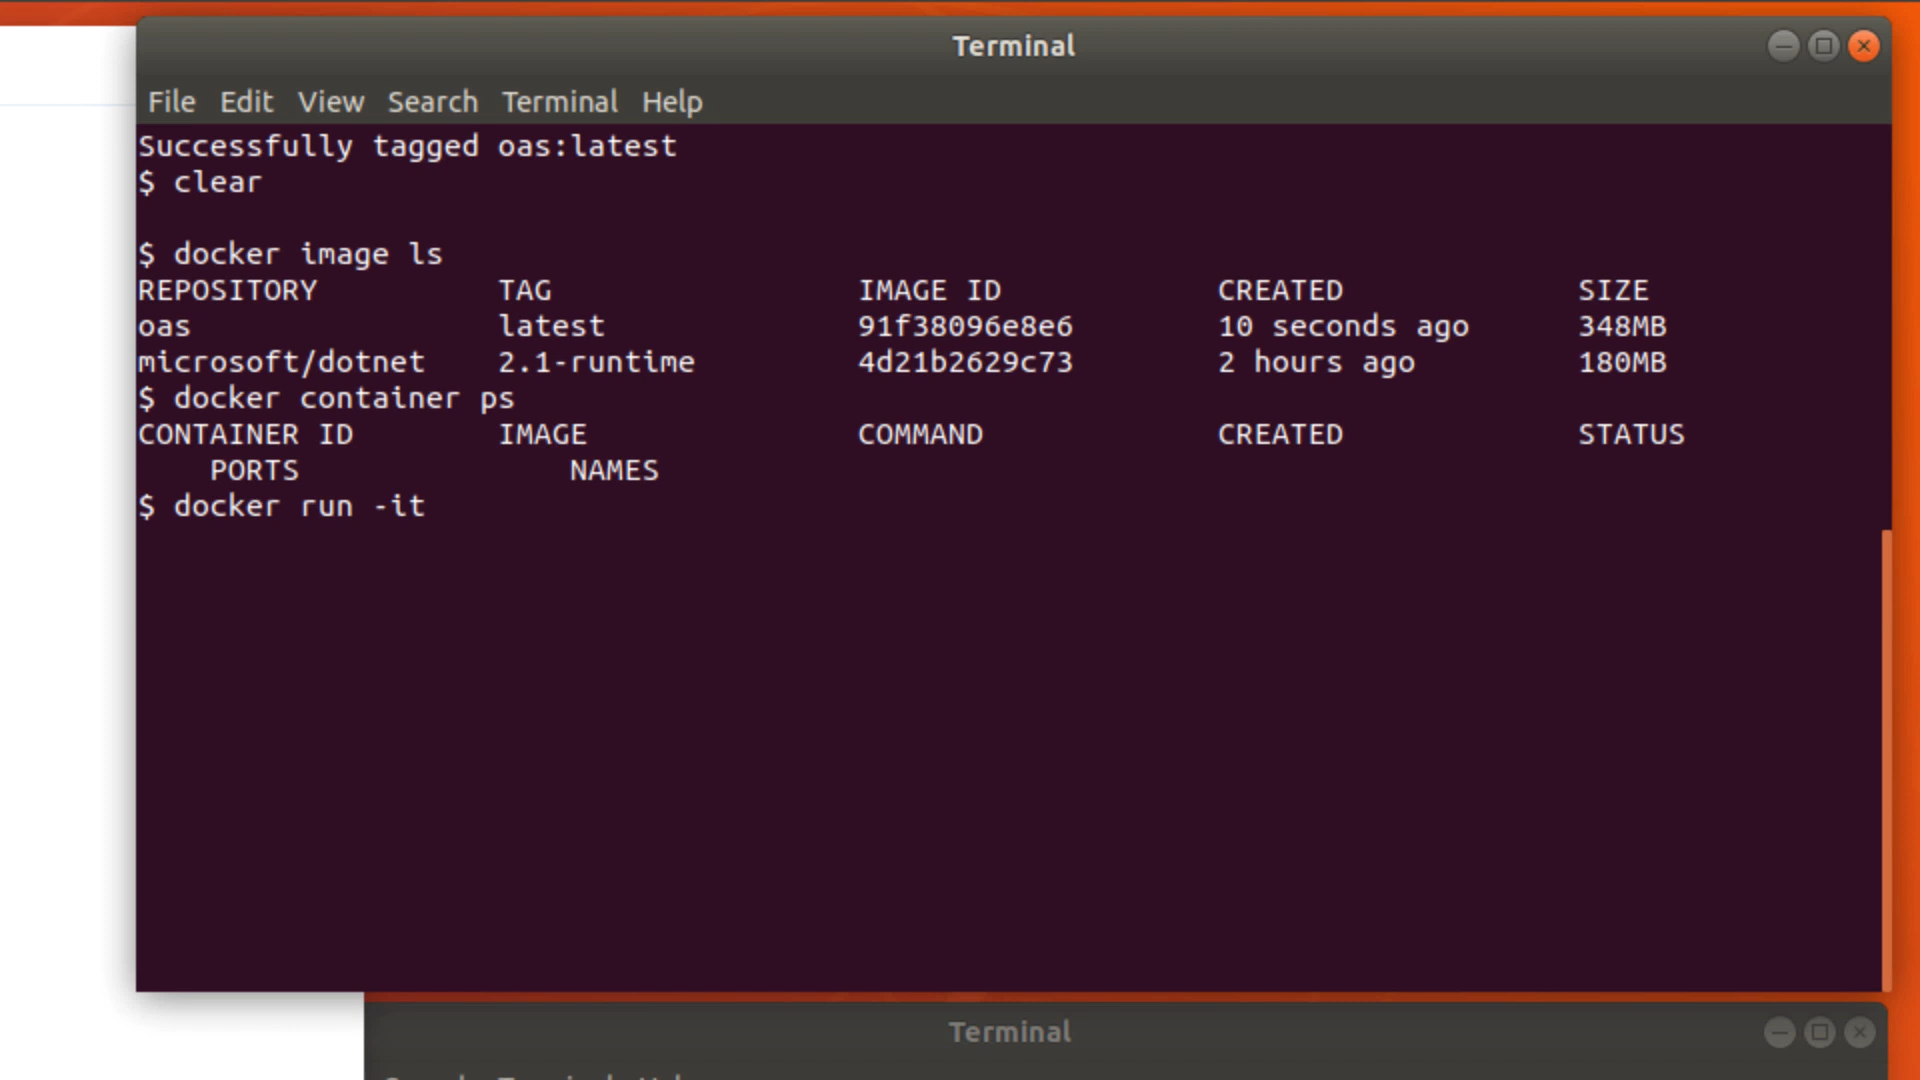 Terminal
File Edit View Search Terminal Help
Successfully tagged oas:latest
$ clear
$ docker image ls
REPOSITORY TAG IMAGE ID CREATED SIZE
oas latest 91f38096e8e6 10 seconds ago 348MB
microsoft/dotnet 2.1-runtime 4d21b2629c73 2 hours ago 180MB
$ docker container ps
CONTAINER ID IMAGE COMMAND CREATED STATUS
PORTS NAMES
$ docker run -it
Terminal